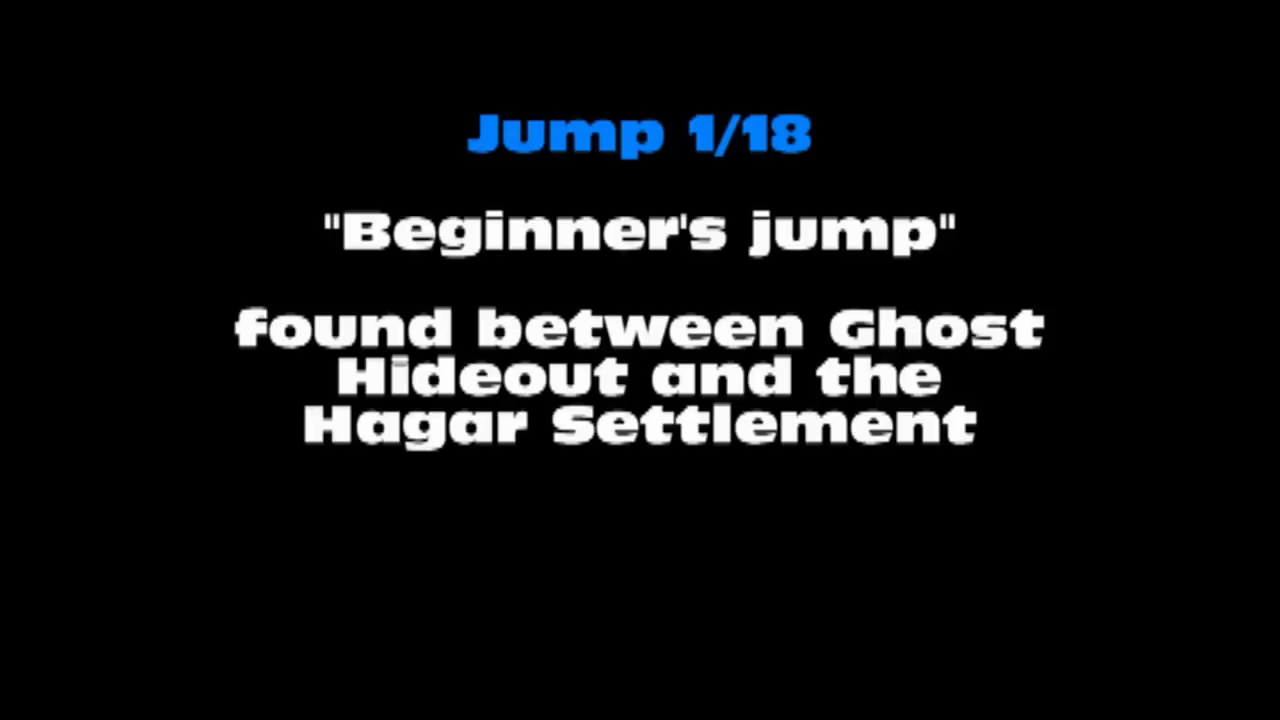 Jump 1/18
"Beginner's jump"
found between Ghost
Hideout and the
Hagar Settlement